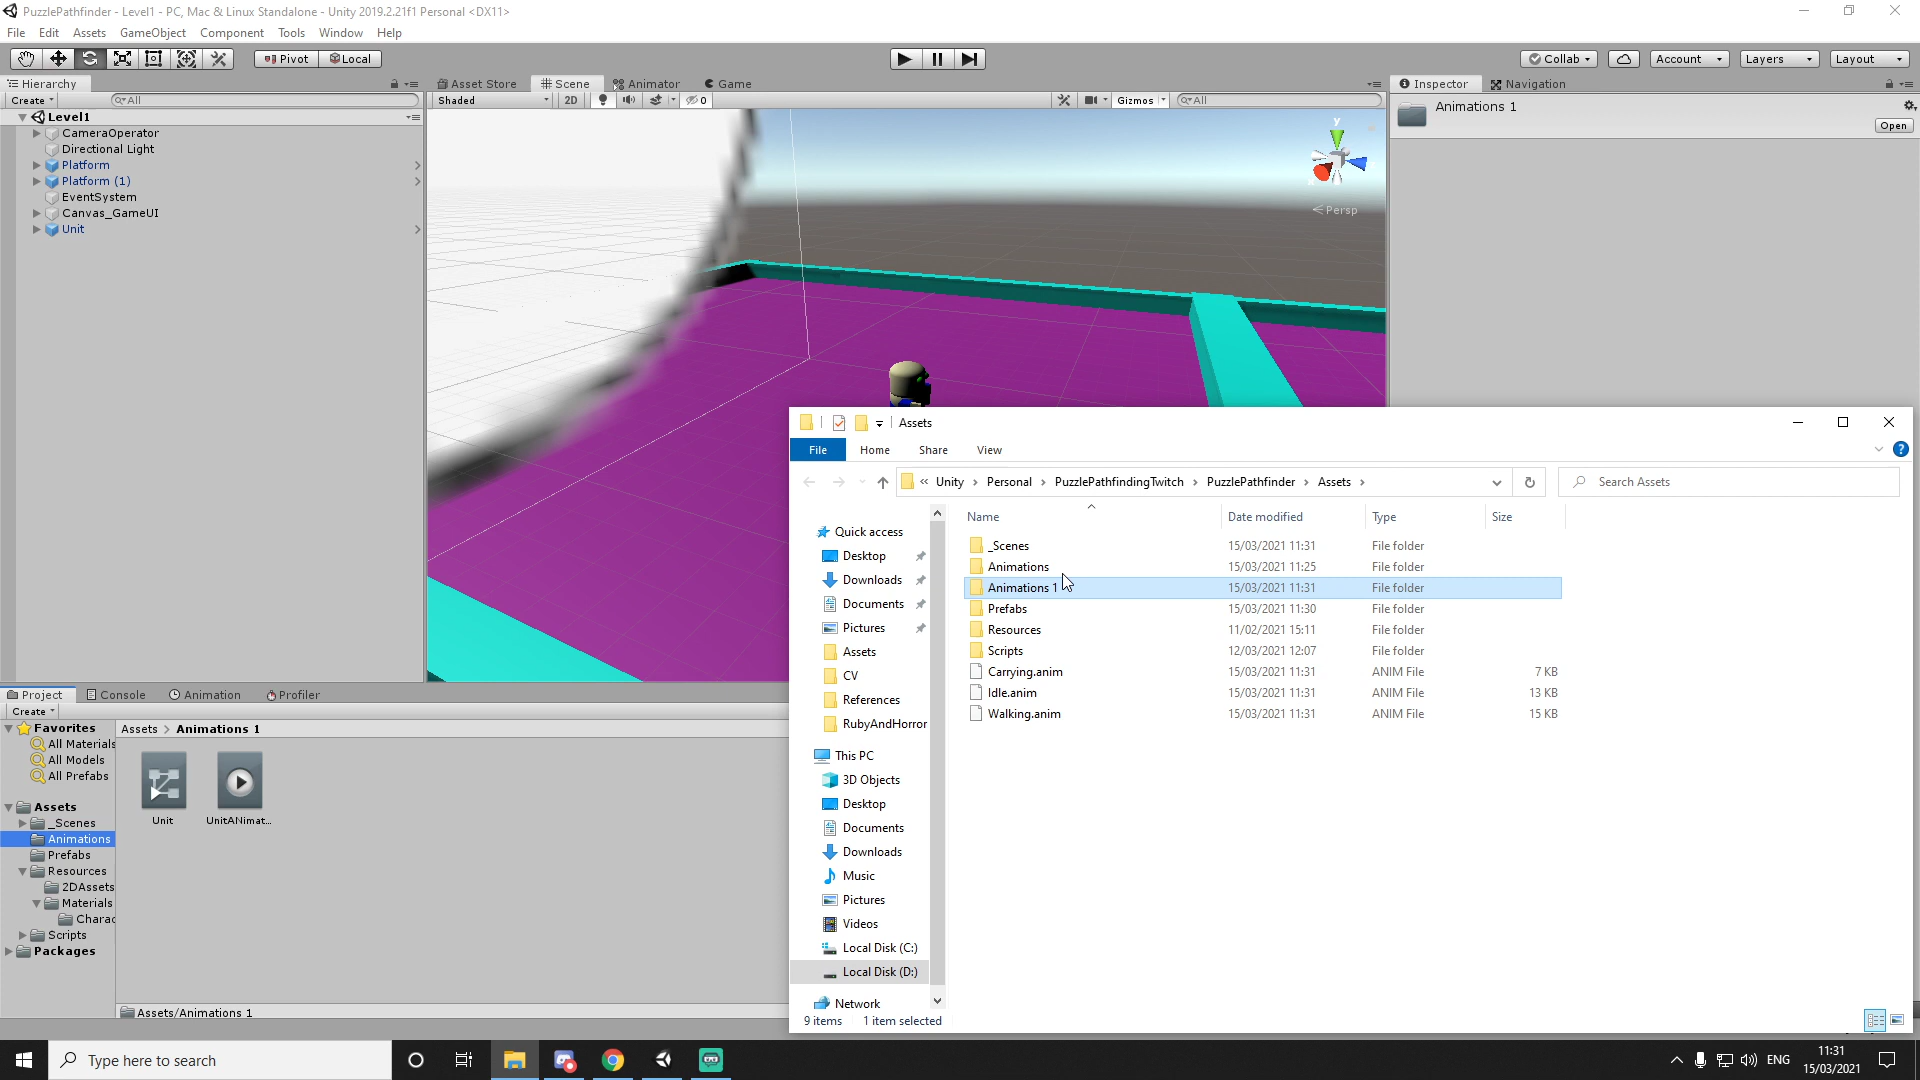 PuzzlePathfinder - Level1 - PC, Mac & Linux Standalone - Unity 2019.2.21f1 Personal <DX11>
File Edit Assets GameObject Component Tools Window Help
Pivot Local
Collab Account Layers Layout
Hierarchy
Create All
Level1
CameraOperator
Directional Light
Platform
Platform (1)
EventSystem
Canvas_GameUI
Unit
Asset Store Scene Animator Game
Shaded 2D 0 Gizmos All
y
Persp
Inspector Navigation
Animations 1
Open
Project Console Animation Profiler
Create
Favorites
All Materials
All Models
All Prefabs
Assets
_Scenes
Animations
Prefabs
Resources
2DAssets
Materials
Charac
Scripts
Packages
Assets > Animations 1
Unit
UnitANimat...
Assets/Animations 1
Assets
File Home Share View
« Unity > Personal > PuzzlePathfindingTwitch > PuzzlePathfinder > Assets >
Search Assets
Quick access
Desktop
Downloads
Documents
Pictures
Assets
CV
References
RubyAndHorror
This PC
3D Objects
Desktop
Documents
Downloads
Music
Pictures
Videos
Local Disk (C:)
Local Disk (D:)
Network
Name Date modified Type Size
_Scenes 15/03/2021 11:31 File folder
Animations 15/03/2021 11:25 File folder
Animations 1 15/03/2021 11:31 File folder
Prefabs 15/03/2021 11:30 File folder
Resources 11/02/2021 15:11 File folder
Scripts 12/03/2021 12:07 File folder
Carrying.anim 15/03/2021 11:31 ANIM File 7 KB
Idle.anim 15/03/2021 11:31 ANIM File 13 KB
Walking.anim 15/03/2021 11:31 ANIM File 15 KB
9 items 1 item selected
Type here to search
ENG
11:31
15/03/2021